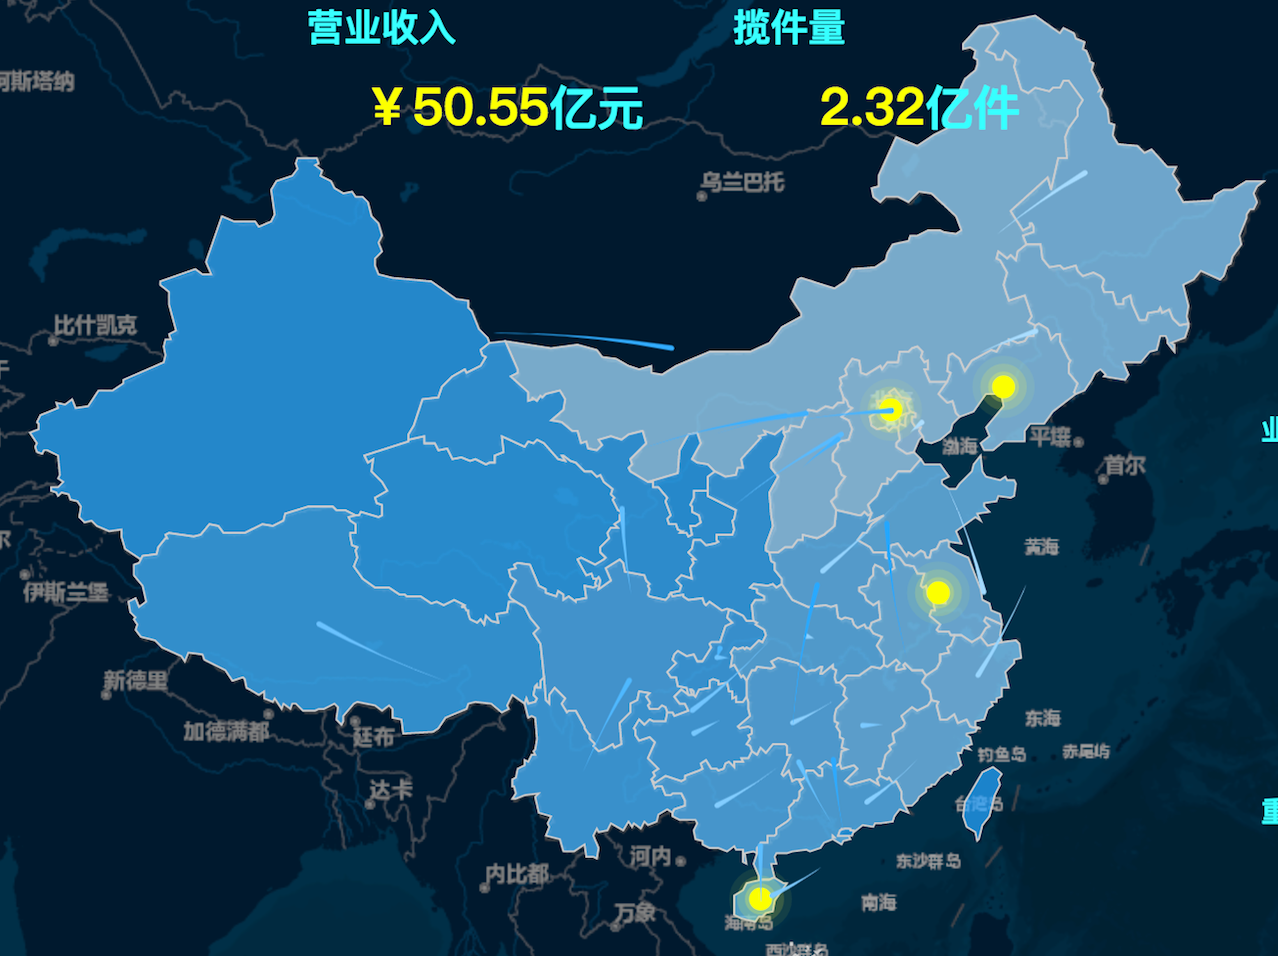 营业收入
揽件量
¥50.55亿元
2.32亿件
阿斯塔纳
乌兰巴托
比什凯克
北京
业
渤海
平壤
首尔
黄海
伊斯兰堡
新德里
加德满都
廷布
东海
钓鱼岛
赤尾屿
达卡
台湾岛
重
河内
东沙群岛
内比都
南海
万象
海南岛
西沙群岛